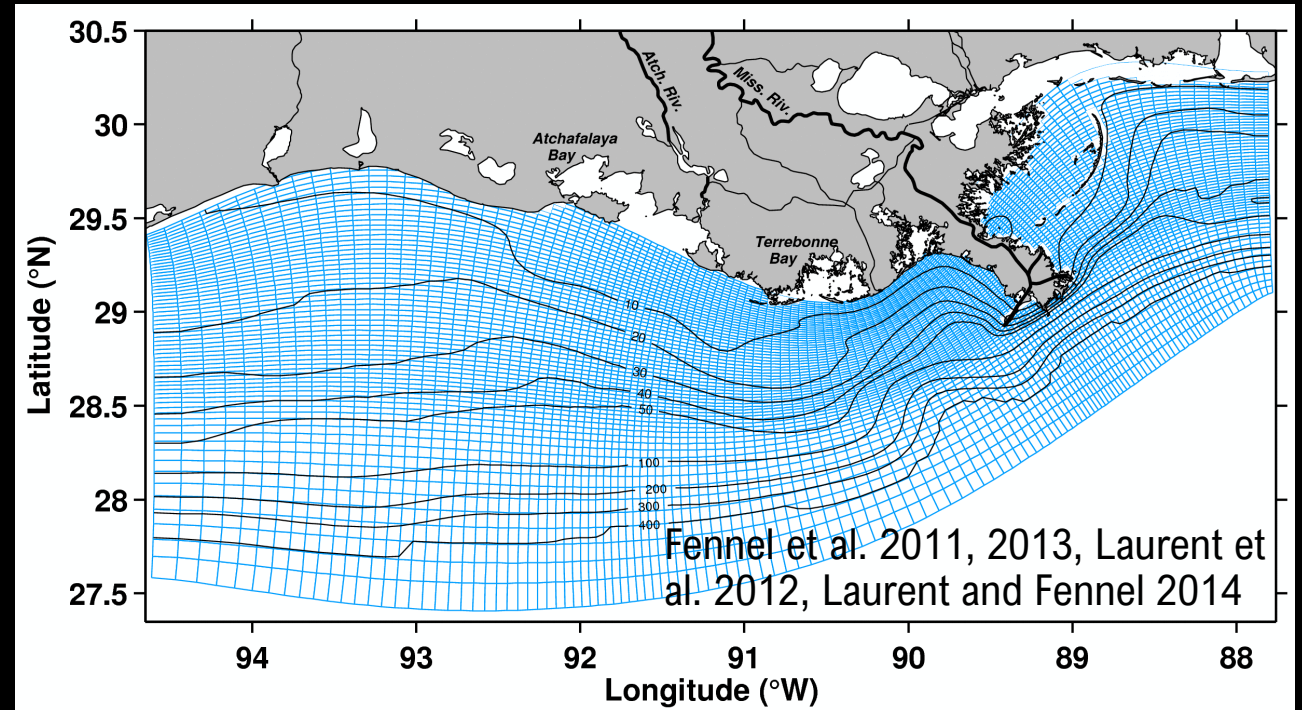 30.5
30
29.5
29
28.5
28
27.5
Latitude (°N)
Atch. Riv.
Miss. Riv.
Atchafalaya
Bay
Terrebonne
Bay
10
20
30
40
50
100
200
300
400
Fennel et al. 2011, 2013, Laurent et
al. 2012, Laurent and Fennel 2014
94 93 92 91 90 89 88
Longitude (°W)